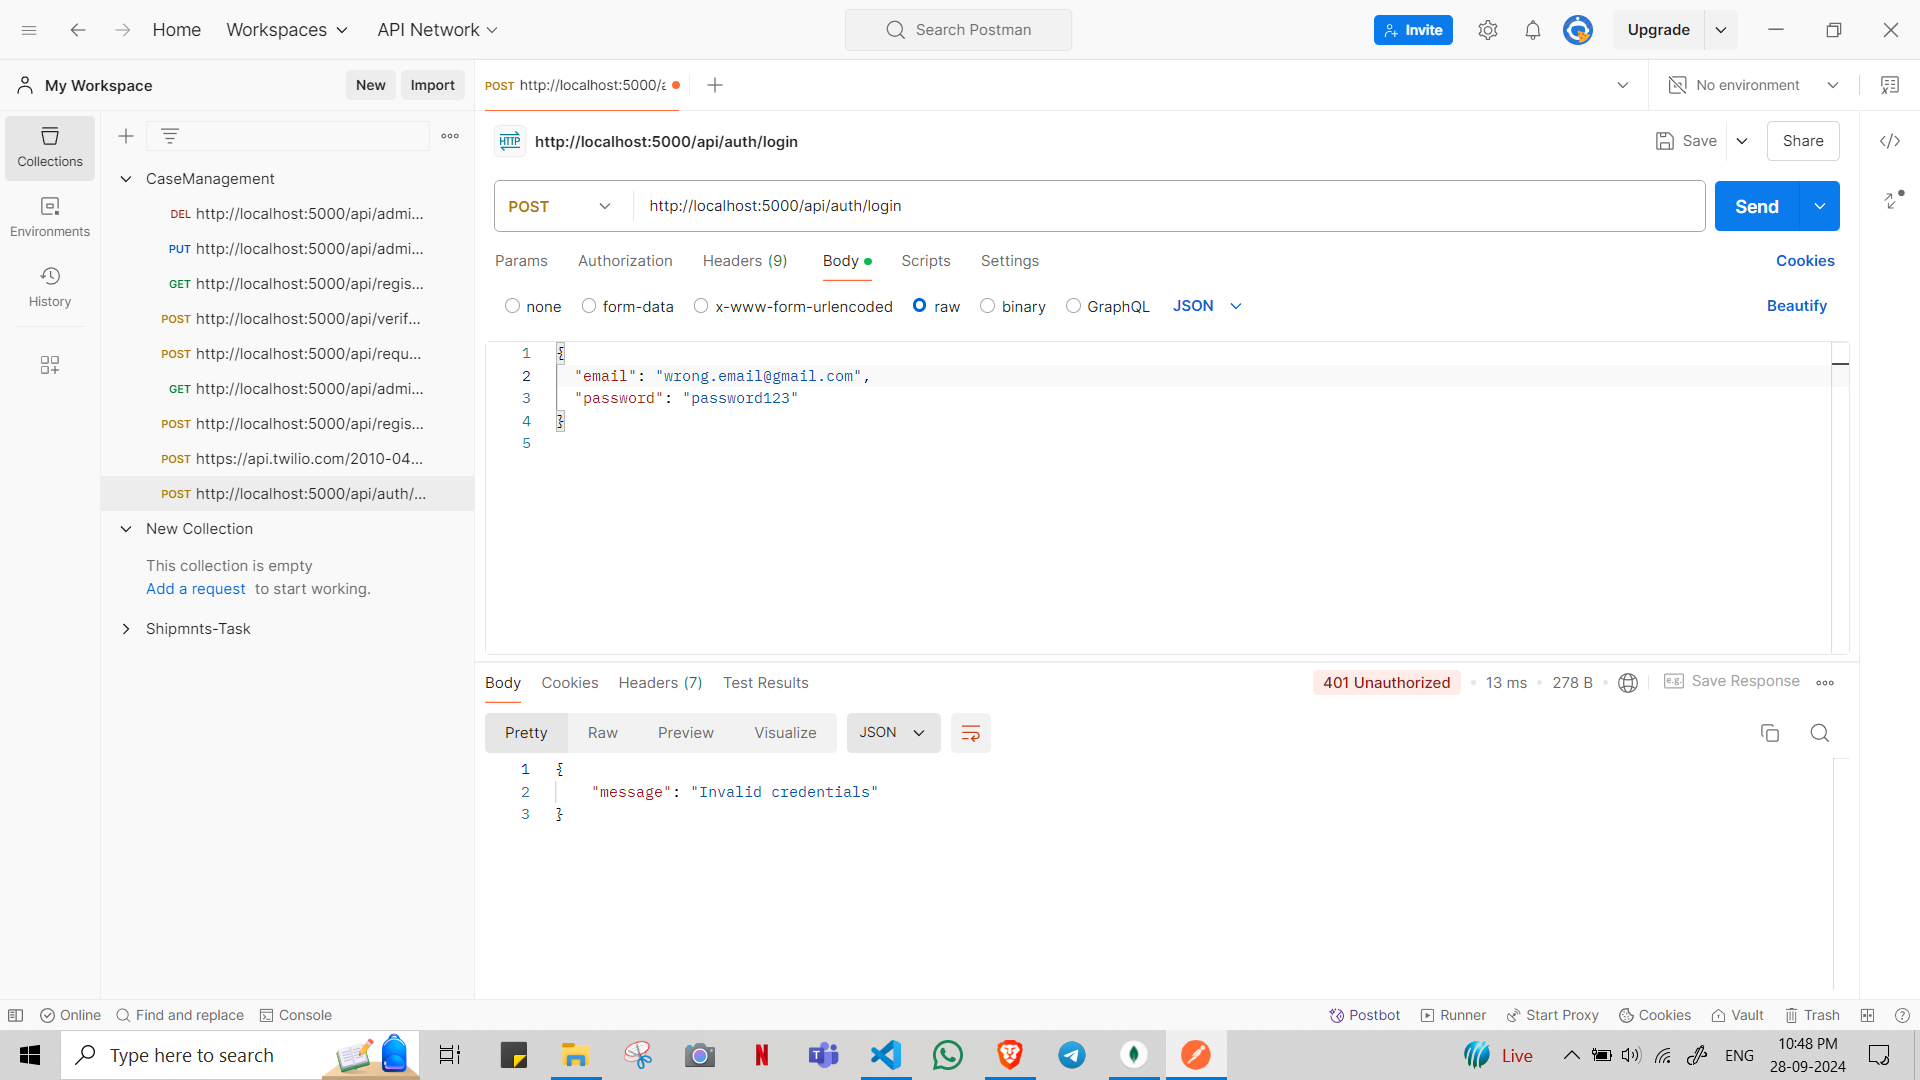 Home
Workspaces
API Network
Search Postman
Invite
Upgrade
My Workspace
New
Import
POST http://localhost:5000/a
No environment
Collections
Environments
History
CaseManagement
DEL http://localhost:5000/api/admi...
PUT http://localhost:5000/api/admi...
GET http://localhost:5000/api/regis...
POST http://localhost:5000/api/verif...
POST http://localhost:5000/api/requ...
GET http://localhost:5000/api/admi...
POST http://localhost:5000/api/regis...
POST https://api.twilio.com/2010-04...
POST http://localhost:5000/api/auth/...
New Collection
This collection is empty
Add a request to start working.
Shipmnts-Task
HTTP http://localhost:5000/api/auth/login
Save
Share
POST
http://localhost:5000/api/auth/login
Send
Params
Authorization
Headers (9)
Body
Scripts
Settings
Cookies
none
form-data
x-www-form-urlencoded
raw
binary
GraphQL
JSON
Beautify
1 {
2 "email": "wrong.email@gmail.com",
3 "password": "password123"
4 }
5
Body
Cookies
Headers (7)
Test Results
401 Unauthorized
13 ms
278 B
e.g. Save Response
Pretty
Raw
Preview
Visualize
JSON
1 {
2 "message": "Invalid credentials"
3 }
Online
Find and replace
Console
Postbot
Runner
Start Proxy
Cookies
Vault
Trash
Type here to search
N
T
Live
ENG
10:48 PM
28-09-2024